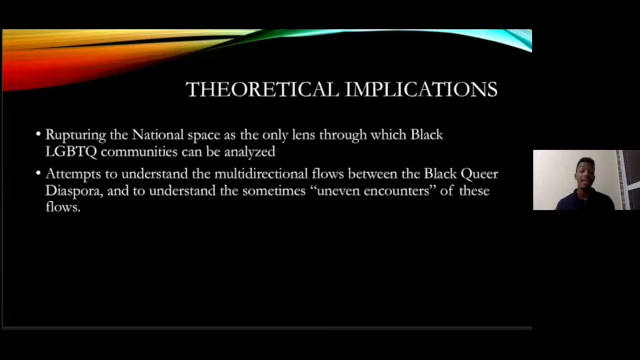 THEORETICAL IMPLICATIONS
• Rupturing the National space as the only lens through which Black
LGBTQ communities can be analyzed
• Attempts to understand the multidirectional flows between the Black Queer
Diaspora, and to understand the sometimes “uneven encounters” of these
flows.